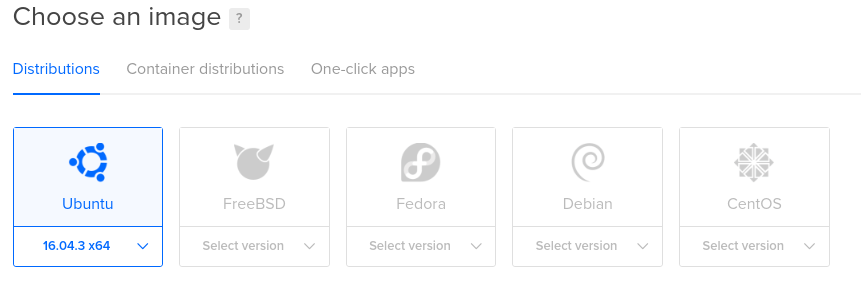 Choose an image ?
Distributions Container distributions One-click apps
Ubuntu FreeBSD Fedora Debian CentOS
16.04.3 x64 Select version Select version Select version Select version